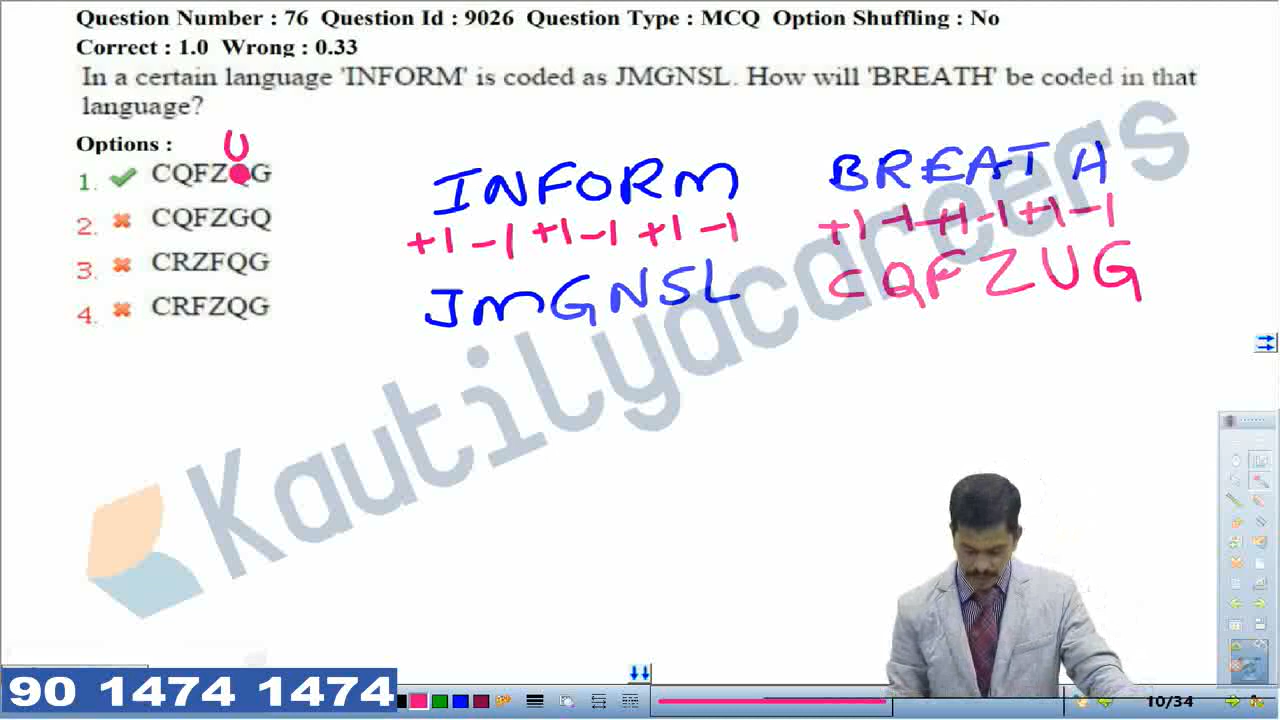 Question Number : 76 Question Id : 9026 Question Type : MCQ Option Shuffling : No
Correct : 1.0 Wrong : 0.33
In a certain language 'INFORM' is coded as JMGNSL. How will 'BREATH' be coded in that
language?
Options :
U
1. CQFZQG
2. CQFZGQ
3. CRZFQG
4. CRFZQG
INFORM
+1 -1 +1 -1 +1 -1
JMGNSL
BREATH
+1 -1 +1 -1 +1 -1
CQFZUG
Kautilyacareers
90 1474 1474
10/34